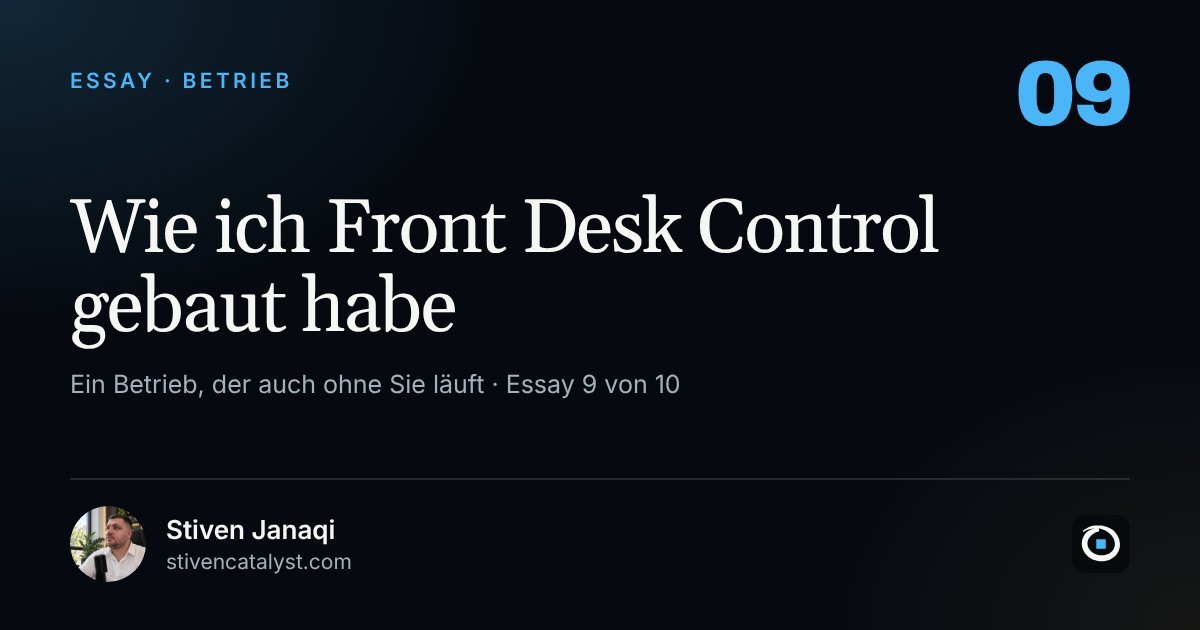 ESSAY · BETRIEB
09
Wie ich Front Desk Control
gebaut habe
Ein Betrieb, der auch ohne Sie läuft · Essay 9 von 10
Stiven Janaqi
stivencatalyst.com